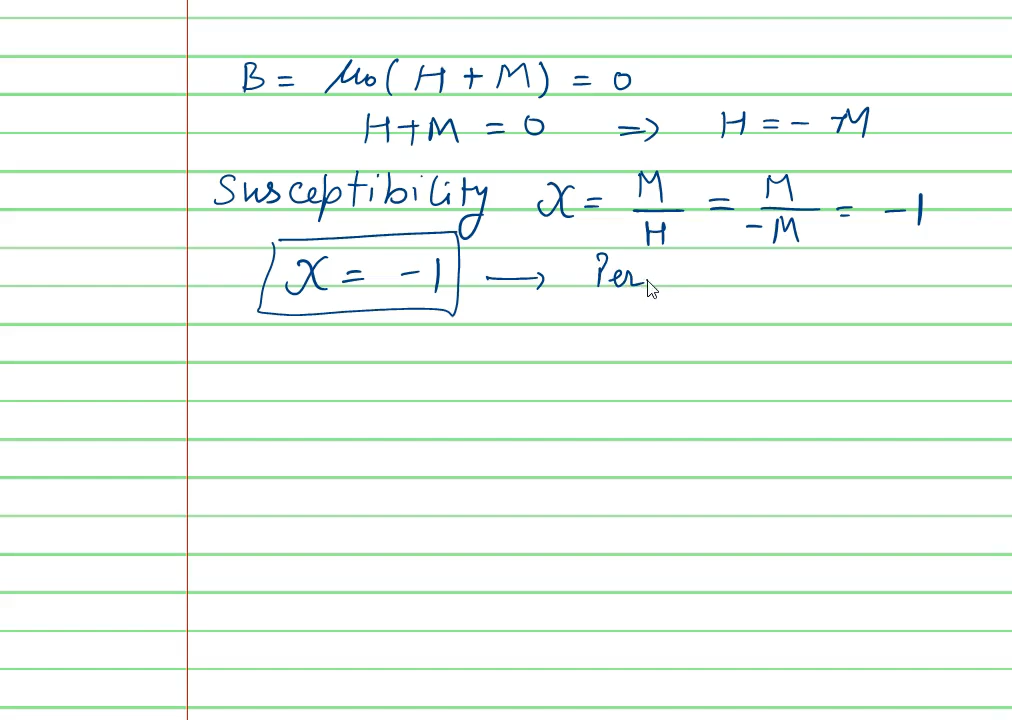 B = μ₀ ( H + M ) = 0
H + M = 0 ⇒ H = - M
Susceptibility χ = M/H = M/-M = -1
χ = -1 ⟶ Per